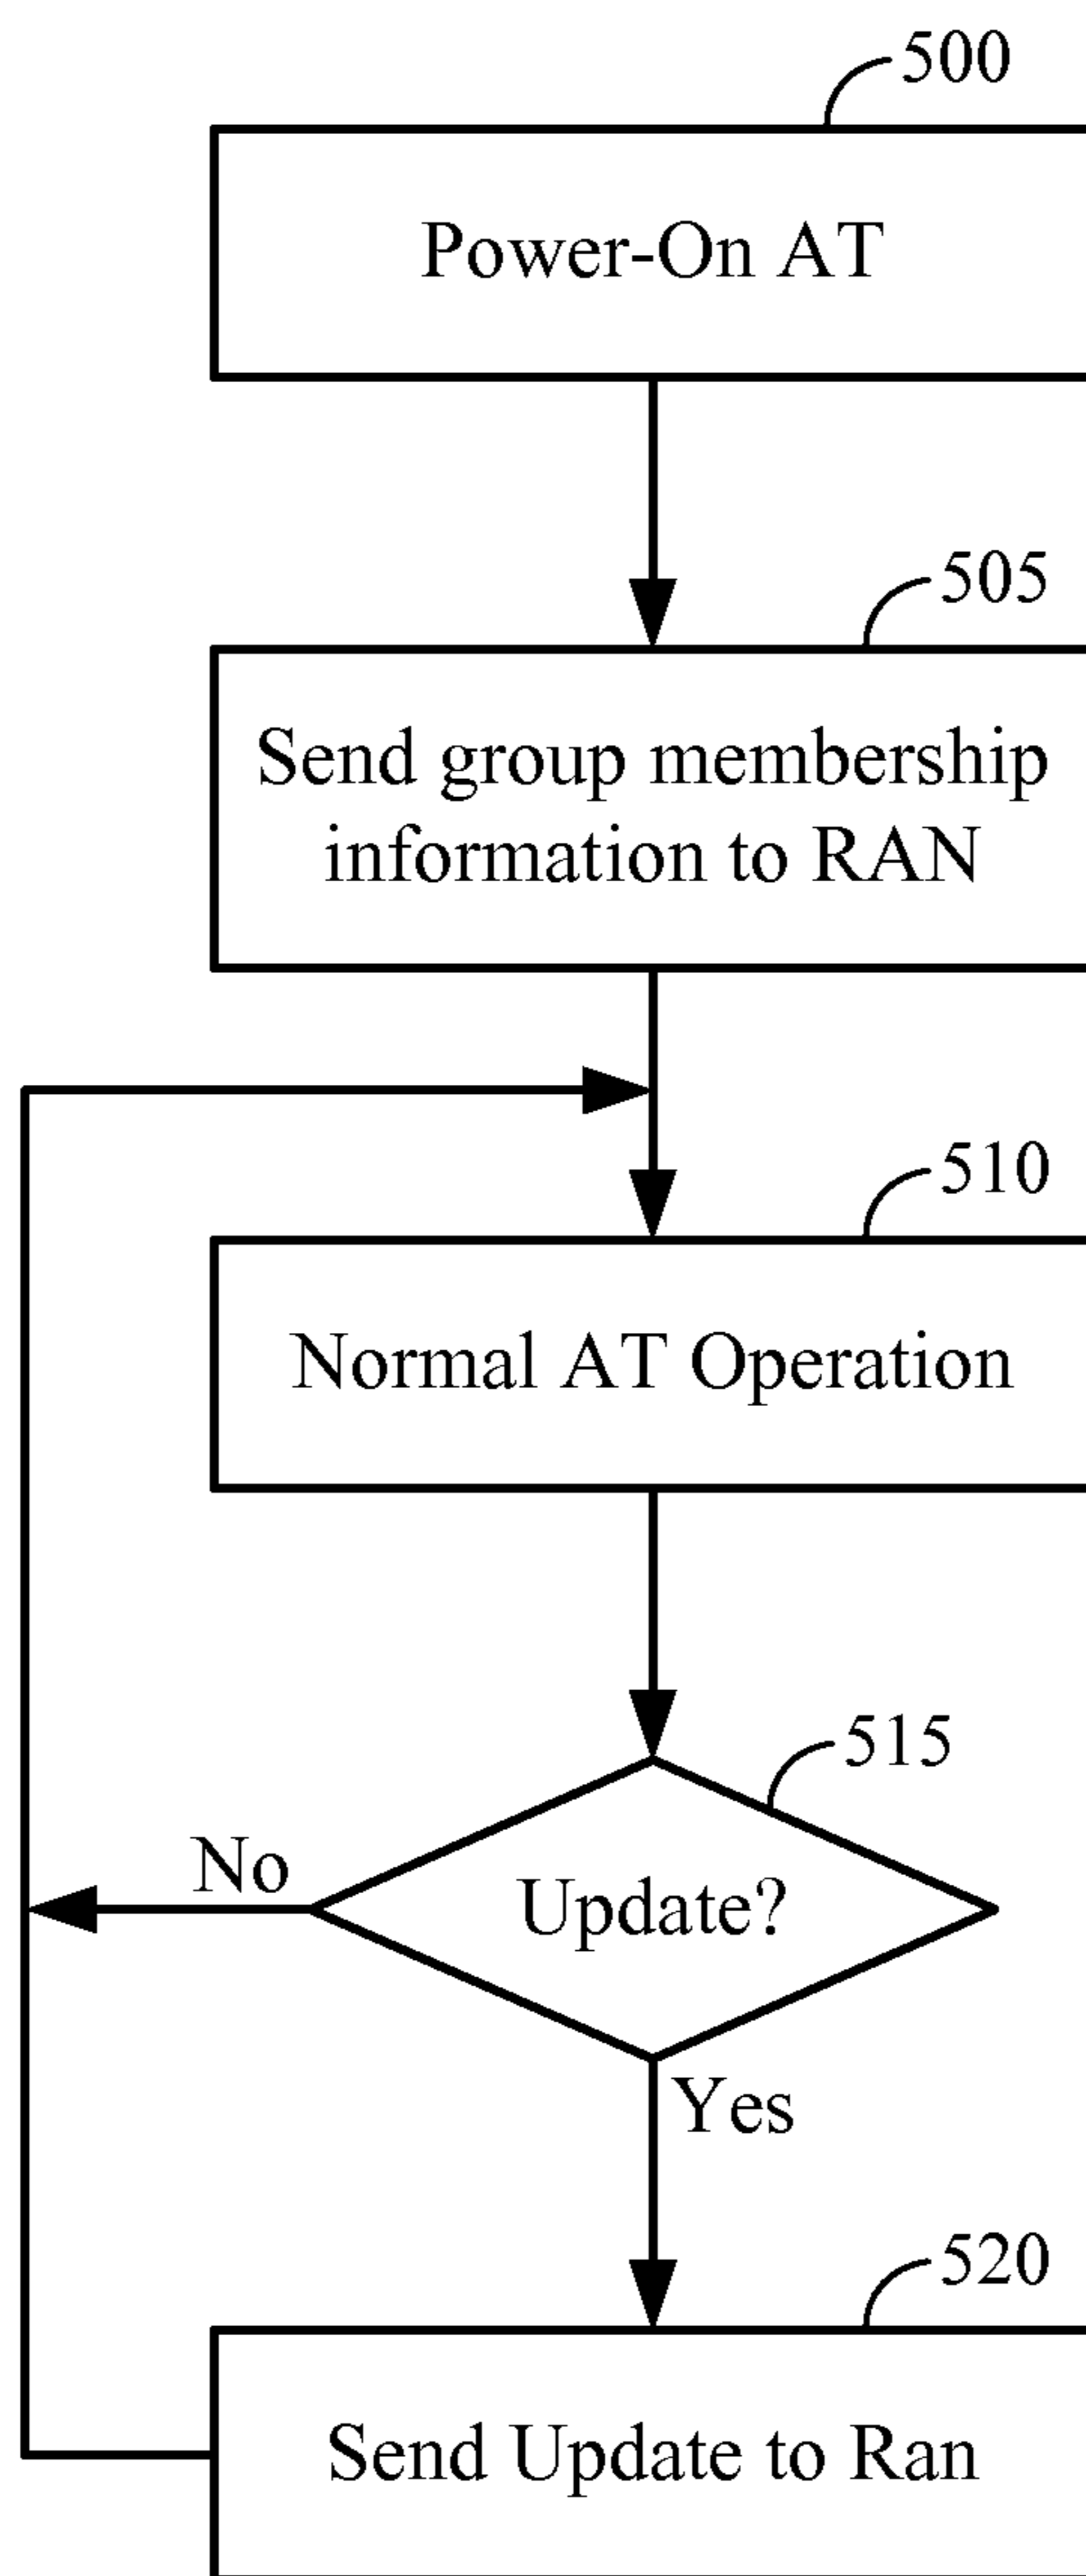 500
Power-On AT
505
Send group membership
information to RAN
510
Normal AT Operation
515
Update?
No
Yes
520
Send Update to Ran